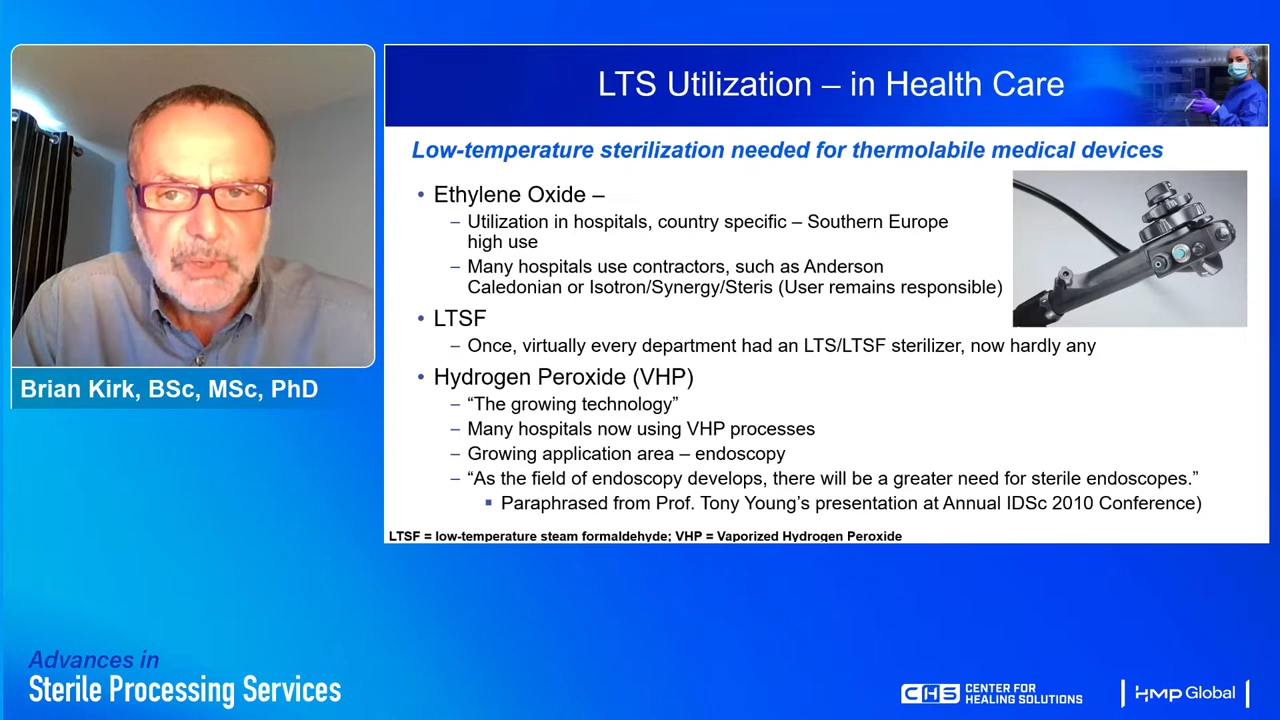 LTS Utilization – in Health Care
Low-temperature sterilization needed for thermolabile medical devices
• Ethylene Oxide –
– Utilization in hospitals, country specific – Southern Europe
high use
– Many hospitals use contractors, such as Anderson
Caledonian or Isotron/Synergy/Steris (User remains responsible)
• LTSF
– Once, virtually every department had an LTS/LTSF sterilizer, now hardly any
• Hydrogen Peroxide (VHP)
– “The growing technology”
– Many hospitals now using VHP processes
– Growing application area – endoscopy
– “As the field of endoscopy develops, there will be a greater need for sterile endoscopes.”
▪ Paraphrased from Prof. Tony Young’s presentation at Annual IDSc 2010 Conference)
LTSF = low-temperature steam formaldehyde; VHP = Vaporized Hydrogen Peroxide
Brian Kirk, BSc, MSc, PhD
Advances in
Sterile Processing Services
CHS CENTER FOR
HEALING SOLUTIONS
HMP Global